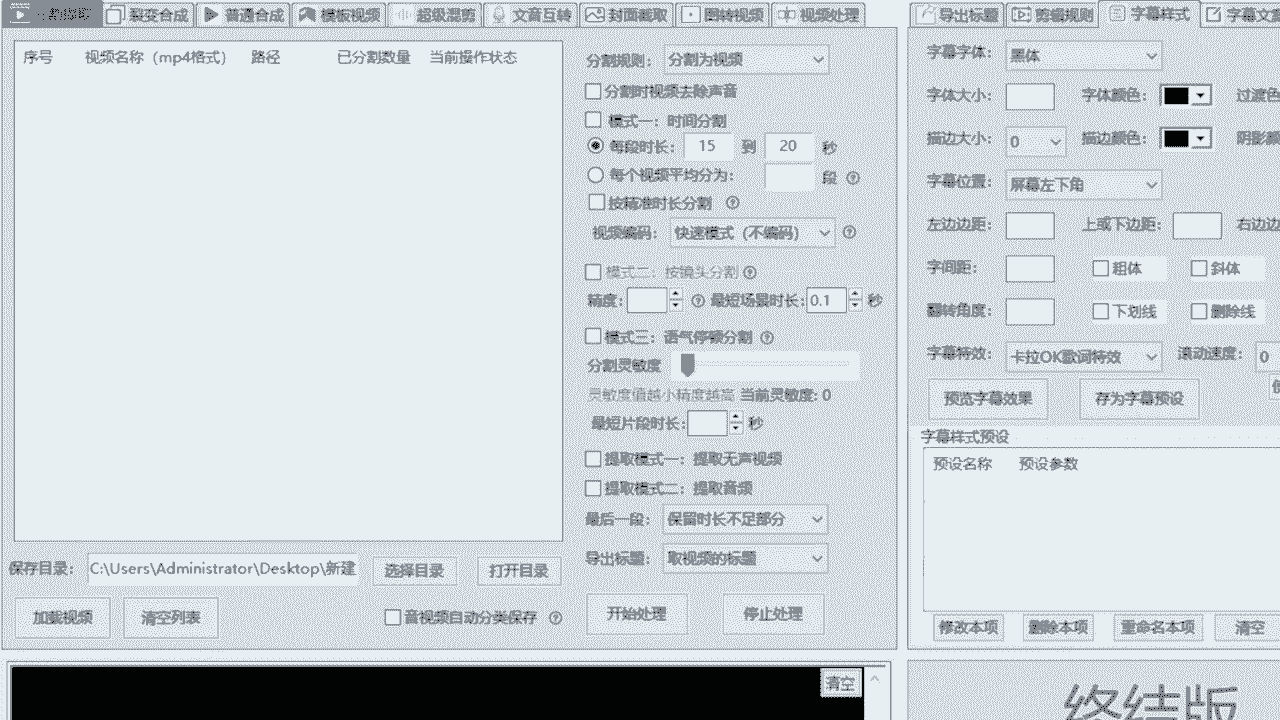 裂变合成 普通合成 模板视频 超级混剪 文音互转 封面截取 图转视频 视频处理
导出标题 剪辑规则 字幕样式
序号 视频名称（mp4格式） 路径 已分割数量 当前操作状态
分割规则： 分割为视频
分割时视频去除声音
模式一：时间分割
每段时长： 15 到 20 秒
每个视频平均分为： 段
按精准时长分割
视频编码： 快速模式（不编码）
模式二：按镜头分割
精度： 最短场景时长： 0.1 秒
模式三：语气停顿分割
分割灵敏度
灵敏度值越小精度越高 当前灵敏度: 0
最短片段时长： 秒
提取模式一：提取无声视频
提取模式二：提取音频
最后一段： 保留时长不足部分
导出标题： 取视频的标题
开始处理 停止处理
保存目录： C:\Users\Administrator\Desktop\新建 选择目录 打开目录
加载视频 清空列表 音视频自动分类保存
字幕字体： 黑体
字体大小： 字体颜色： 过渡色
描边大小： 0 描边颜色： 阴影颜
字幕位置： 屏幕左下角
左边边距： 上或下边距： 右边边
字间距： 粗体 斜体
翻转角度： 下划线 删除线
字幕特效： 卡拉OK歌词特效 滚动速度： 0
预览字幕效果 存为字幕预设
字幕样式预设
预设名称 预设参数
修改本项 删除本项 重命名本项 清空
清空
终结版